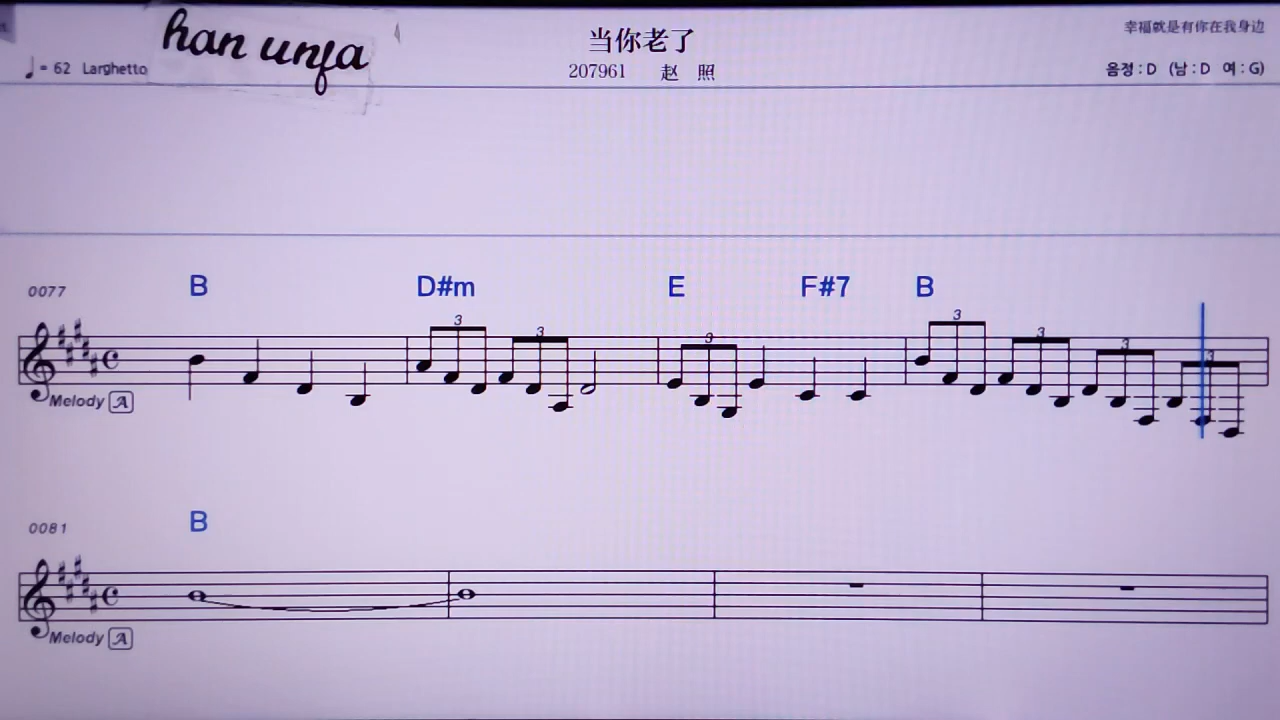 han unfa
当你老了
幸福就是有你在我身边
♩= 62 Larghetto
207961 赵 照
음정 : D (남 : D 여 : G)
0077
B D#m E F#7 B
3 3 3 3 3 3 3
Melody A
0081
B
Melody A